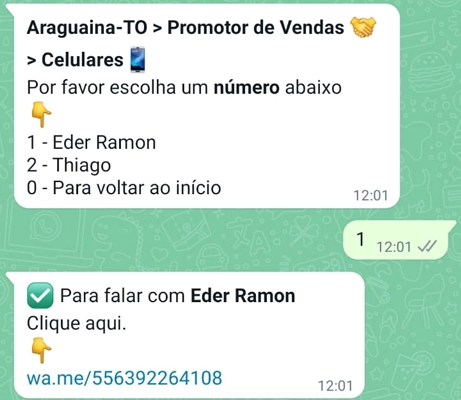 Araguaina-TO > Promotor de Vendas 🤝
> Celulares 📱
Por favor escolha um número abaixo
👇
1 - Eder Ramon
2 - Thiago
0 - Para voltar ao início
12:01
1 12:01
✅ Para falar com Eder Ramon
Clique aqui.
👇
wa.me/556392264108
12:01